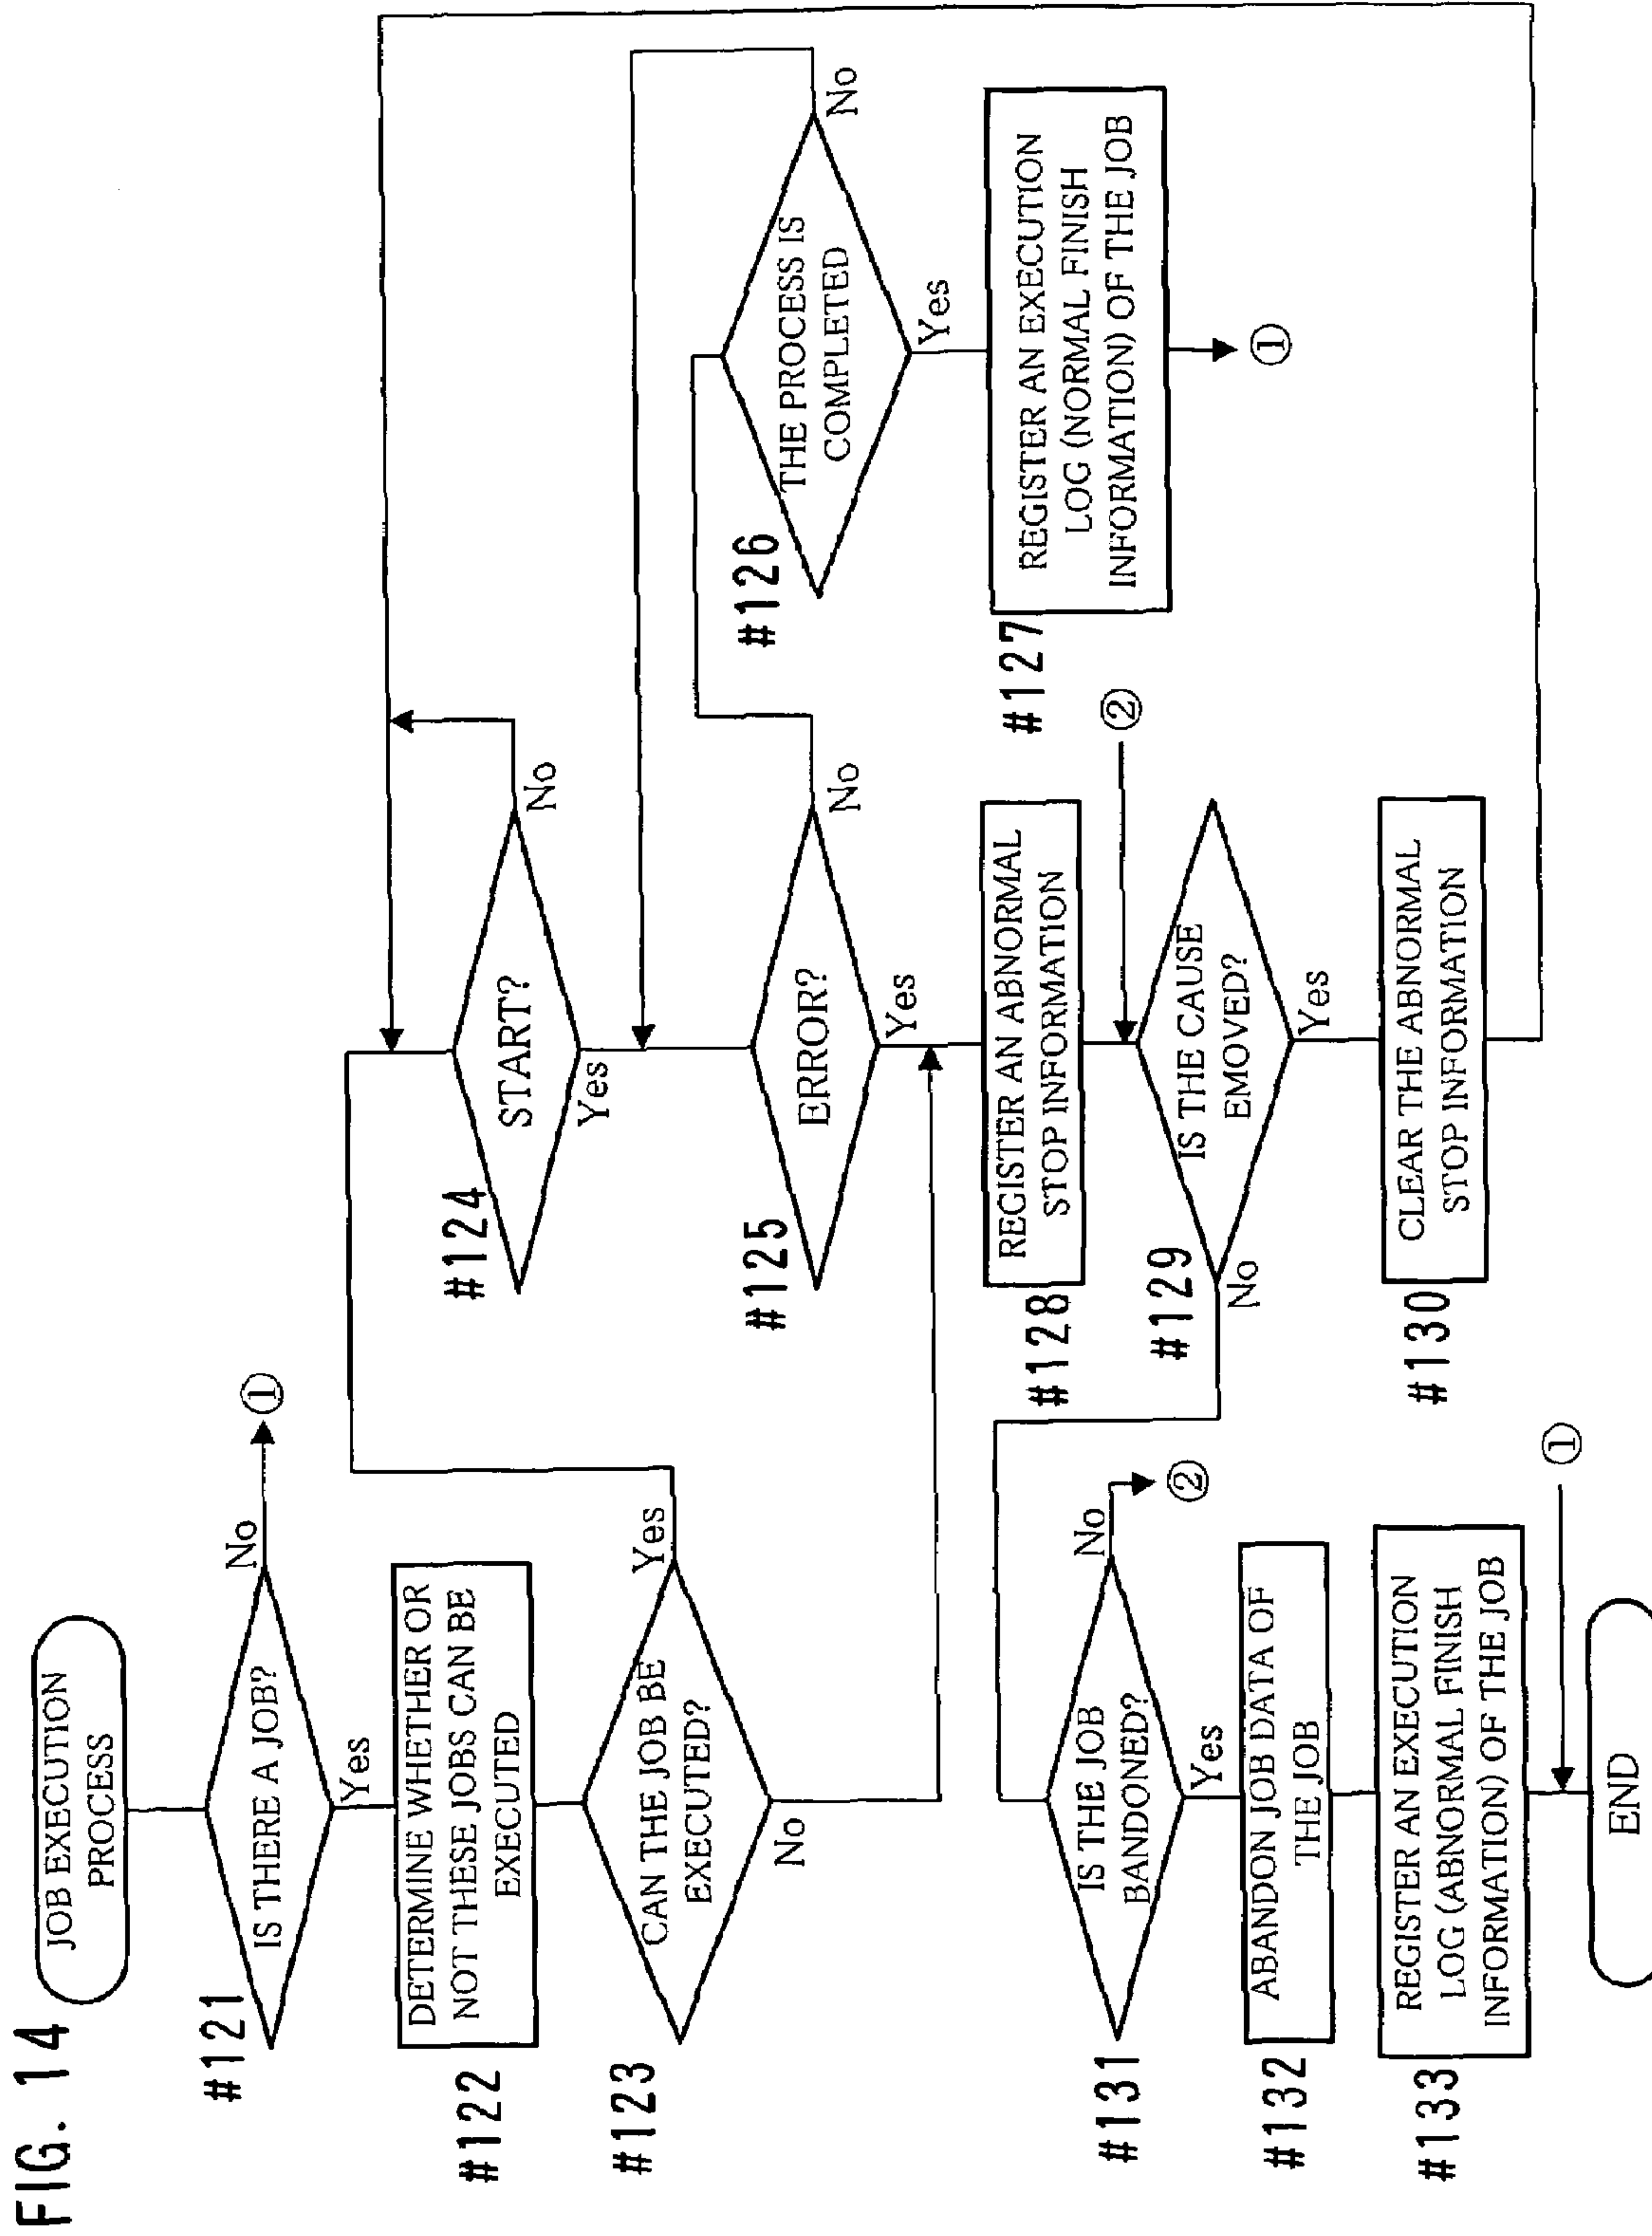 FIG. 14
JOB EXECUTION
PROCESS
#121
IS THERE A JOB?
No
①
Yes
#122
DETERMINE WHETHER OR
NOT THESE JOBS CAN BE
EXECUTED
#123
CAN THE JOB BE
EXECUTED?
Yes
No
#124
START?
No
Yes
#125
ERROR?
No
Yes
#126
THE PROCESS IS
COMPLETED
No
Yes
#127
REGISTER AN EXECUTION
LOG (NORMAL FINISH
INFORMATION) OF THE JOB
①
#128
REGISTER AN ABNORMAL
STOP INFORMATION
②
#129
IS THE CAUSE
EMOVED?
No
Yes
#130
CLEAR THE ABNORMAL
STOP INFORMATION
#131
IS THE JOB
BANDONED?
No
②
Yes
#132
ABANDON JOB DATA OF
THE JOB
#133
REGISTER AN EXECUTION
LOG (ABNORMAL FINISH
INFORMATION) OF THE JOB
①
END